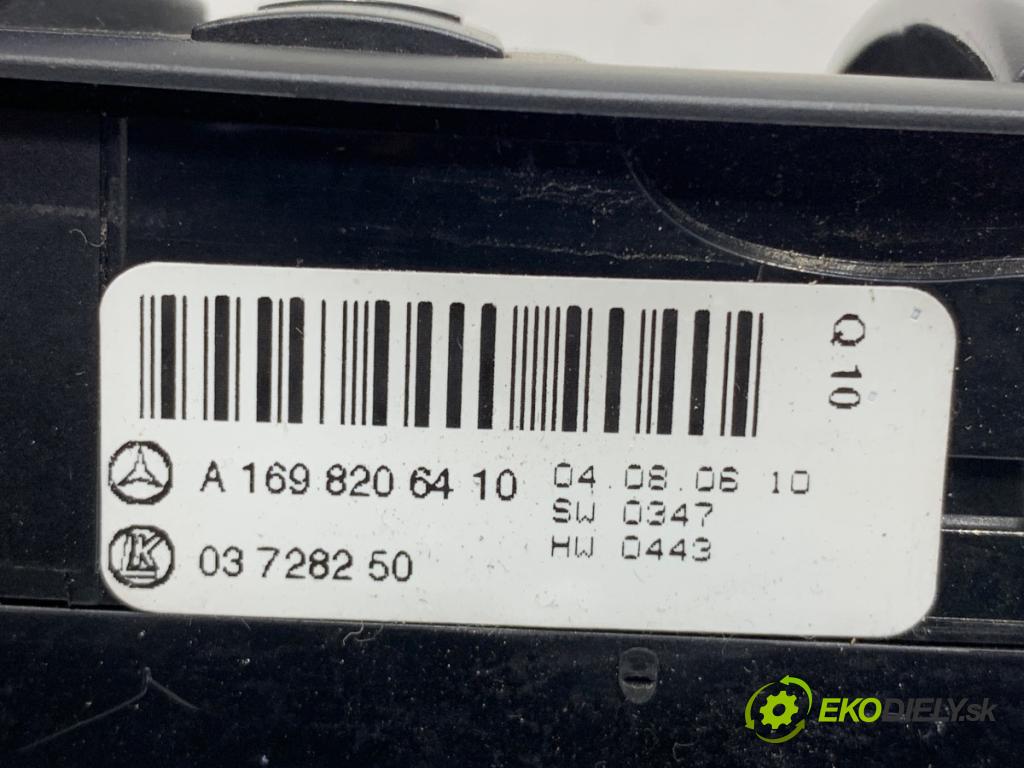 Q 10
A 169 820 64 10
04.08.06 10
SW 0347
HW 0443
K
03 7282 50
EKODIELY.sk